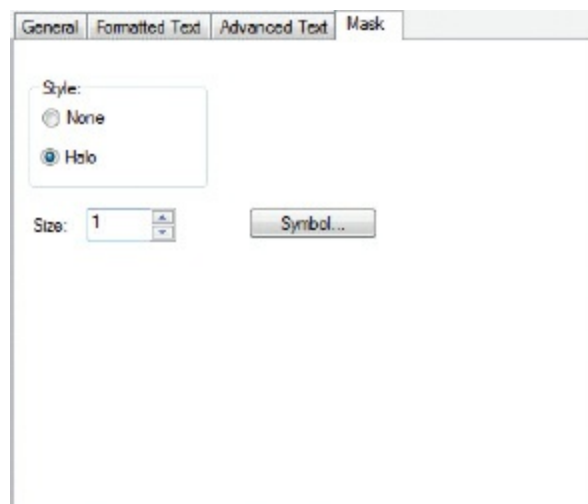 General Formatted Text Advanced Text Mask
Style:
None
Halo
Size: 1 Symbol...